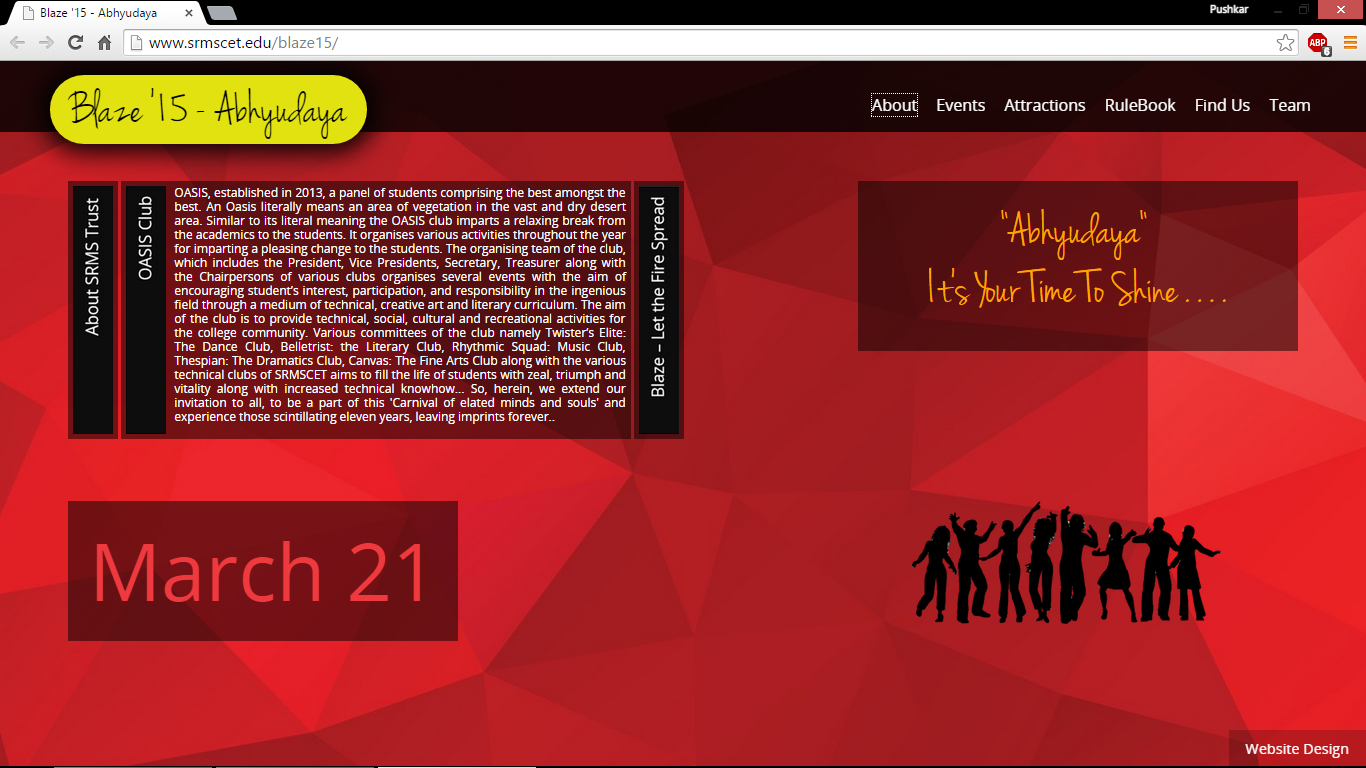 Blaze '15 - Abhyudaya
Pushkar
www.srmscet.edu/blaze15/
ABP
6
Blaze '15 - Abhyudaya
About Events Attractions RuleBook Find Us Team
About SRMS Trust
OASIS Club
OASIS, established in 2013, a panel of students comprising the best amongst the
best. An Oasis literally means an area of vegetation in the vast and dry desert
area. Similar to its literal meaning the OASIS club imparts a relaxing break from
the academics to the students. It organises various activities throughout the year
for imparting a pleasing change to the students. The organising team of the club,
which includes the President, Vice Presidents, Secretary, Treasurer along with
the Chairpersons of various clubs organises several events with the aim of
encouraging student’s interest, participation, and responsibility in the ingenious
field through a medium of technical, creative art and literary curriculum. The aim
of the club is to provide technical, social, cultural and recreational activities for
the college community. Various committees of the club namely Twister’s Elite:
The Dance Club, Belletrist: the Literary Club, Rhythmic Squad: Music Club,
Thespian: The Dramatics Club, Canvas: The Fine Arts Club along with the various
technical clubs of SRMSCET aims to fill the life of students with zeal, triumph and
vitality along with increased technical knowhow... So, herein, we extend our
invitation to all, to be a part of this 'Carnival of elated minds and souls' and
experience those scintillating eleven years, leaving imprints forever..
Blaze – Let the Fire Spread
"Abhyudaya"
It's Your Time To Shine . . . .
March 21
Website Design